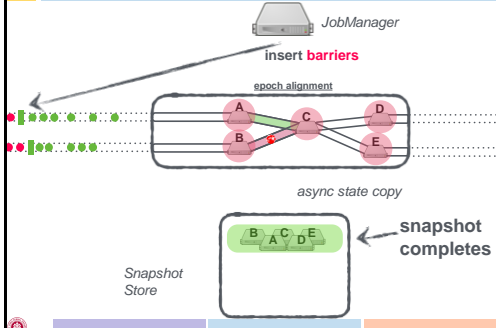 JobManager
insert barriers
epoch alignment
A
D
C
B
E
async state copy
B C E
A D
snapshot
completes
Snapshot
Store